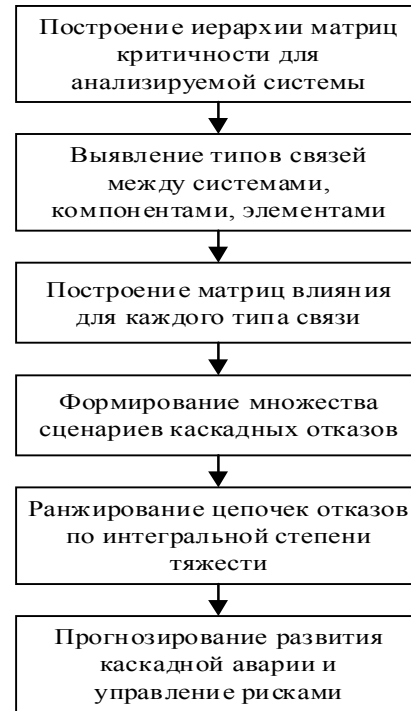 Построение иерархии матриц
критичности для
анализируемой системы
Выявление типов связей
между системами,
компонентами, элементами
Построение матриц влияния
для каждого типа связи
Формирование множества
сценариев каскадных отказов
Ранжирование цепочек отказов
по интегральной степени
тяжести
Прогнозирование развития
каскадной аварии и
управление рисками